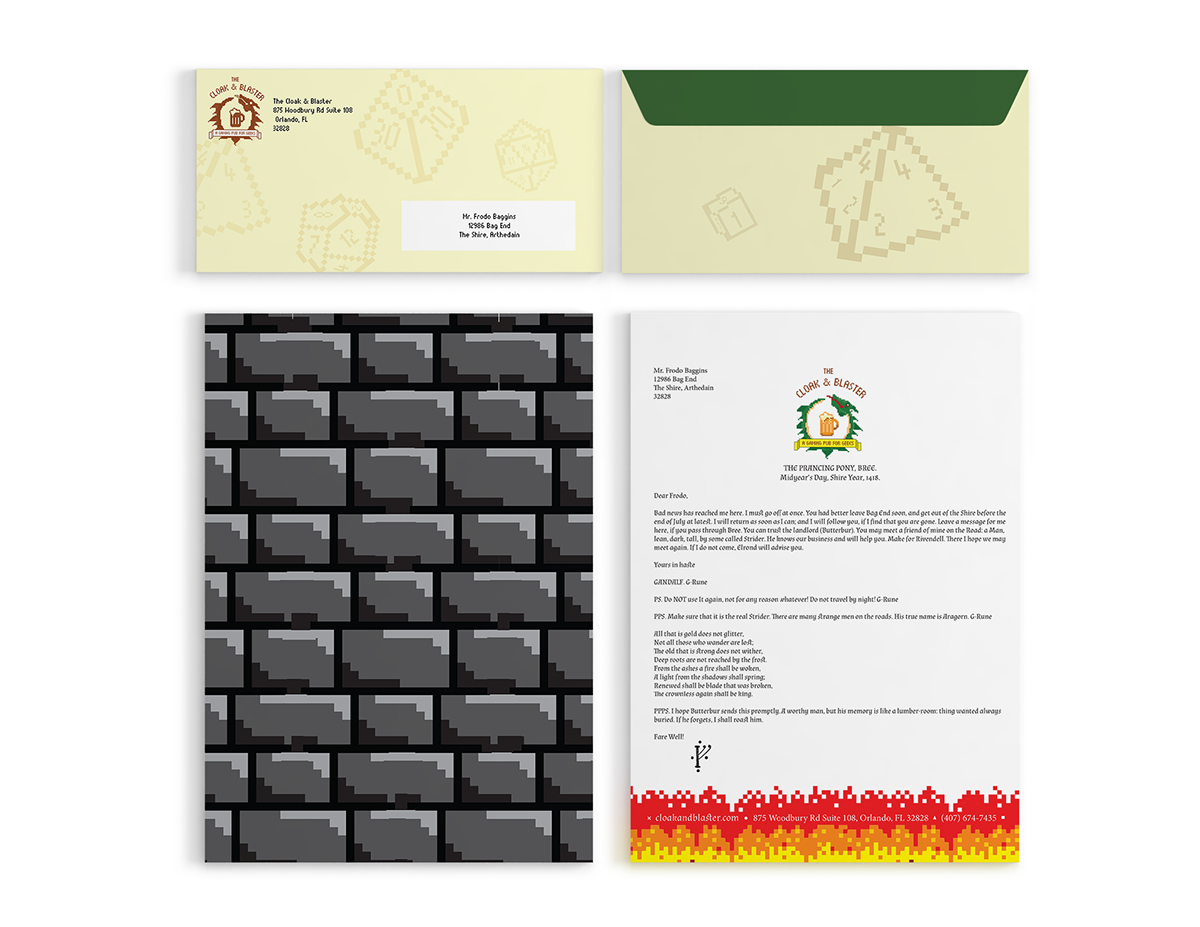 THE
CLOAK & BLASTER
A GAMING PUB FOR GEEKS
The Cloak & Blaster
875 Woodbury Rd Suite 108
Orlando, FL
32828
0
30
4
4
8
7
12
Mr. Frodo Baggins
12986 Bag End
The Shire, Arthedain
4
4
1
2
2
3
1
Mr. Frodo Baggins
12986 Bag End
The Shire, Arthedain
32828
THE
CLOAK & BLASTER
A GAMING PUB FOR GEEKS
THE PRANCING PONY, BREE.
Midyear's Day, Shire Year, 1418.
Dear Frodo,
Bad news has reached me here. I must go off at once. You had better leave Bag End soon, and get out of the Shire before the
end of July at latest. I will return as soon as I can; and I will follow you, if I find that you are gone. Leave a message for me
here, if you pass through Bree. You can trust the landlord (Butterbur). You may meet a friend of mine on the Road: a Man,
lean, dark, tall, by some called Strider. He knows our business and will help you. Make for Rivendell. There I hope we may
meet again. If I do not come, Elrond will advise you.
Yours in haste
GANDALF. G-Rune
PS. Do NOT use It again, not for any reason whatever! Do not travel by night! G-Rune
PPS. Make sure that it is the real Strider. There are many strange men on the roads. His true name is Aragorn. G-Rune
All that is gold does not glitter,
Not all those who wander are lost;
The old that is strong does not wither,
Deep roots are not reached by the frost.
From the ashes a fire shall be woken,
A light from the shadows shall spring;
Renewed shall be blade that was broken,
The crownless again shall be king.
PPPS. I hope Butterbur sends this promptly. A worthy man, but his memory is like a lumber-room: thing wanted always
buried. If he forgets, I shall roast him.
Fare Well!
cloakandblaster.com • 875 Woodbury Rd Suite 108, Orlando, FL 32828 ▲ (407) 674-7435